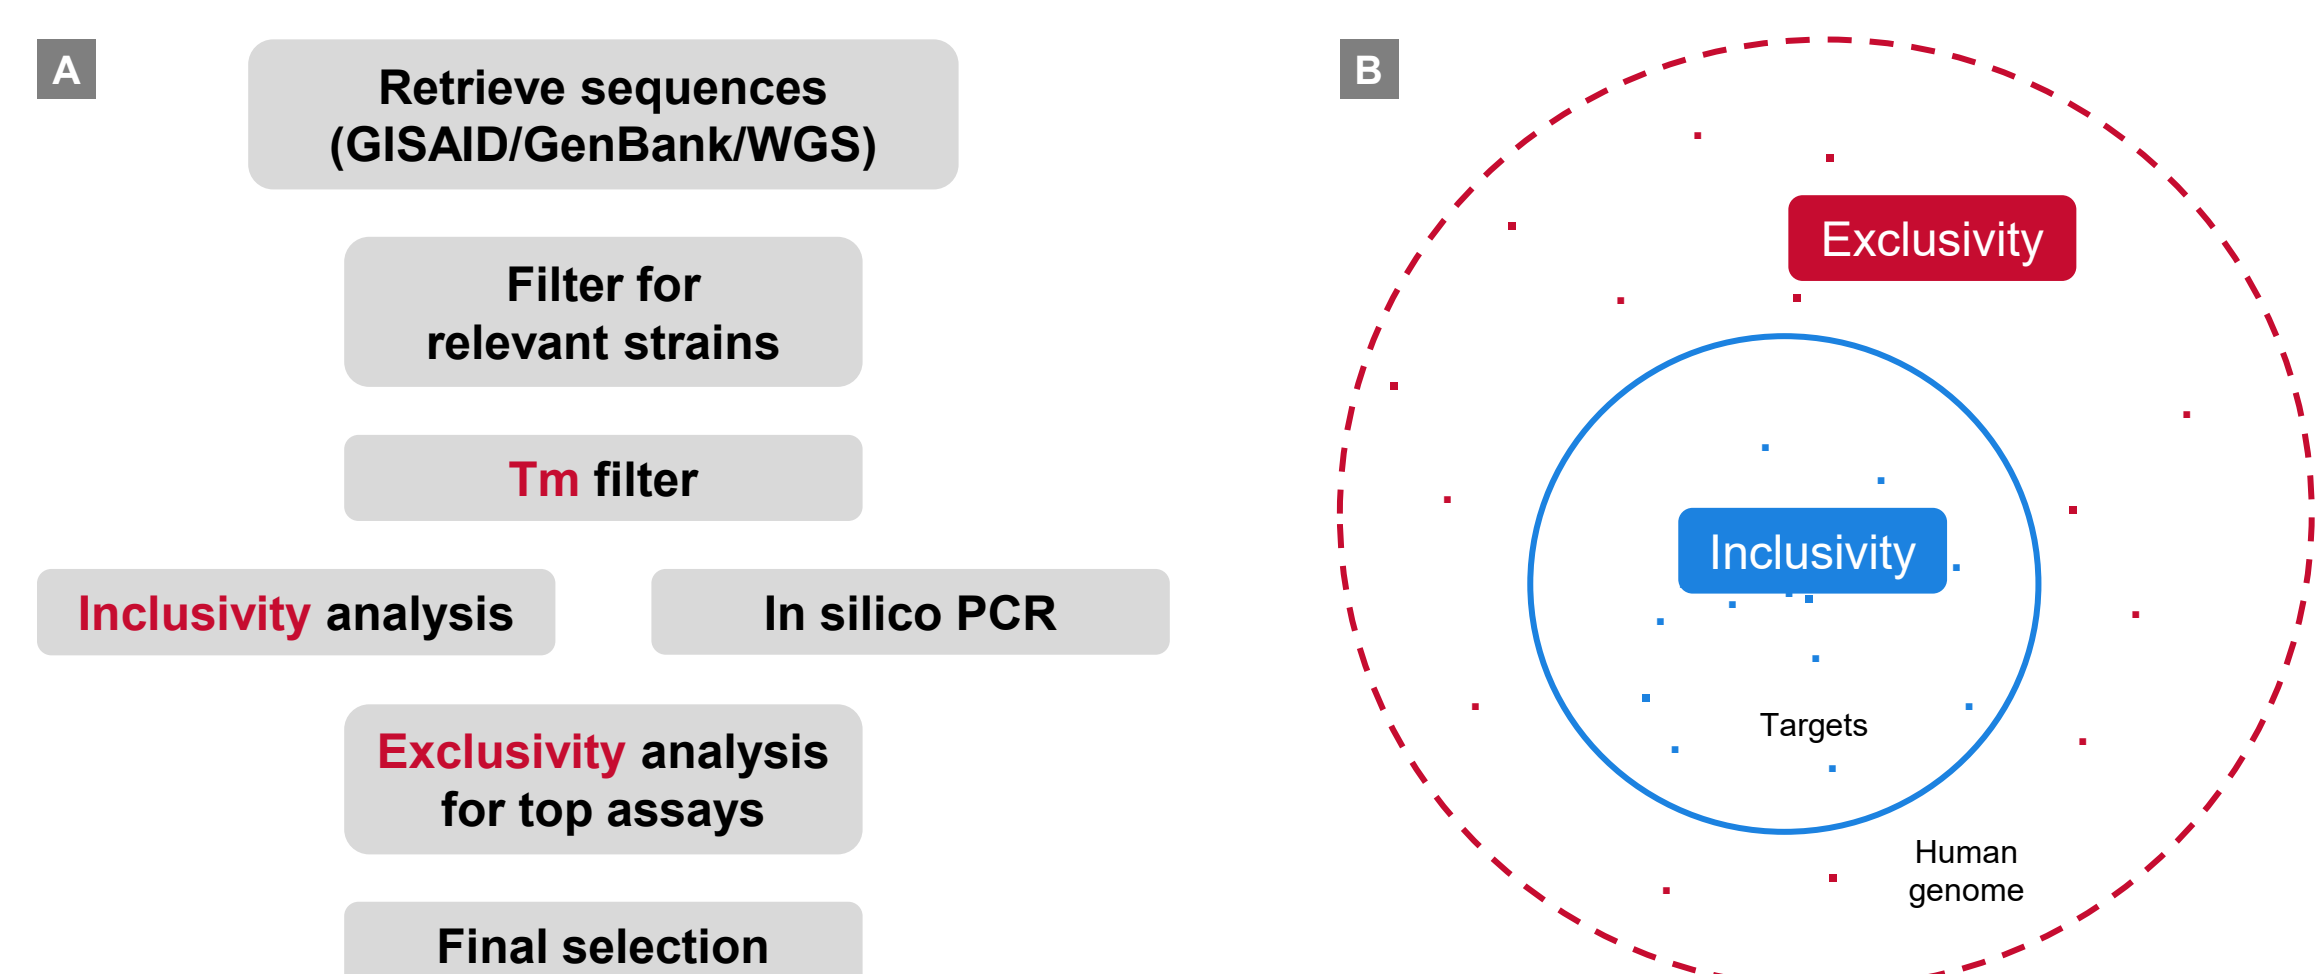 A
Retrieve sequences
(GISAID/GenBank/WGS)
Filter for
relevant strains
Tm filter
Inclusivity analysis
In silico PCR
Exclusivity analysis
for top assays
Final selection
B
Exclusivity
Inclusivity
Targets
Human
genome